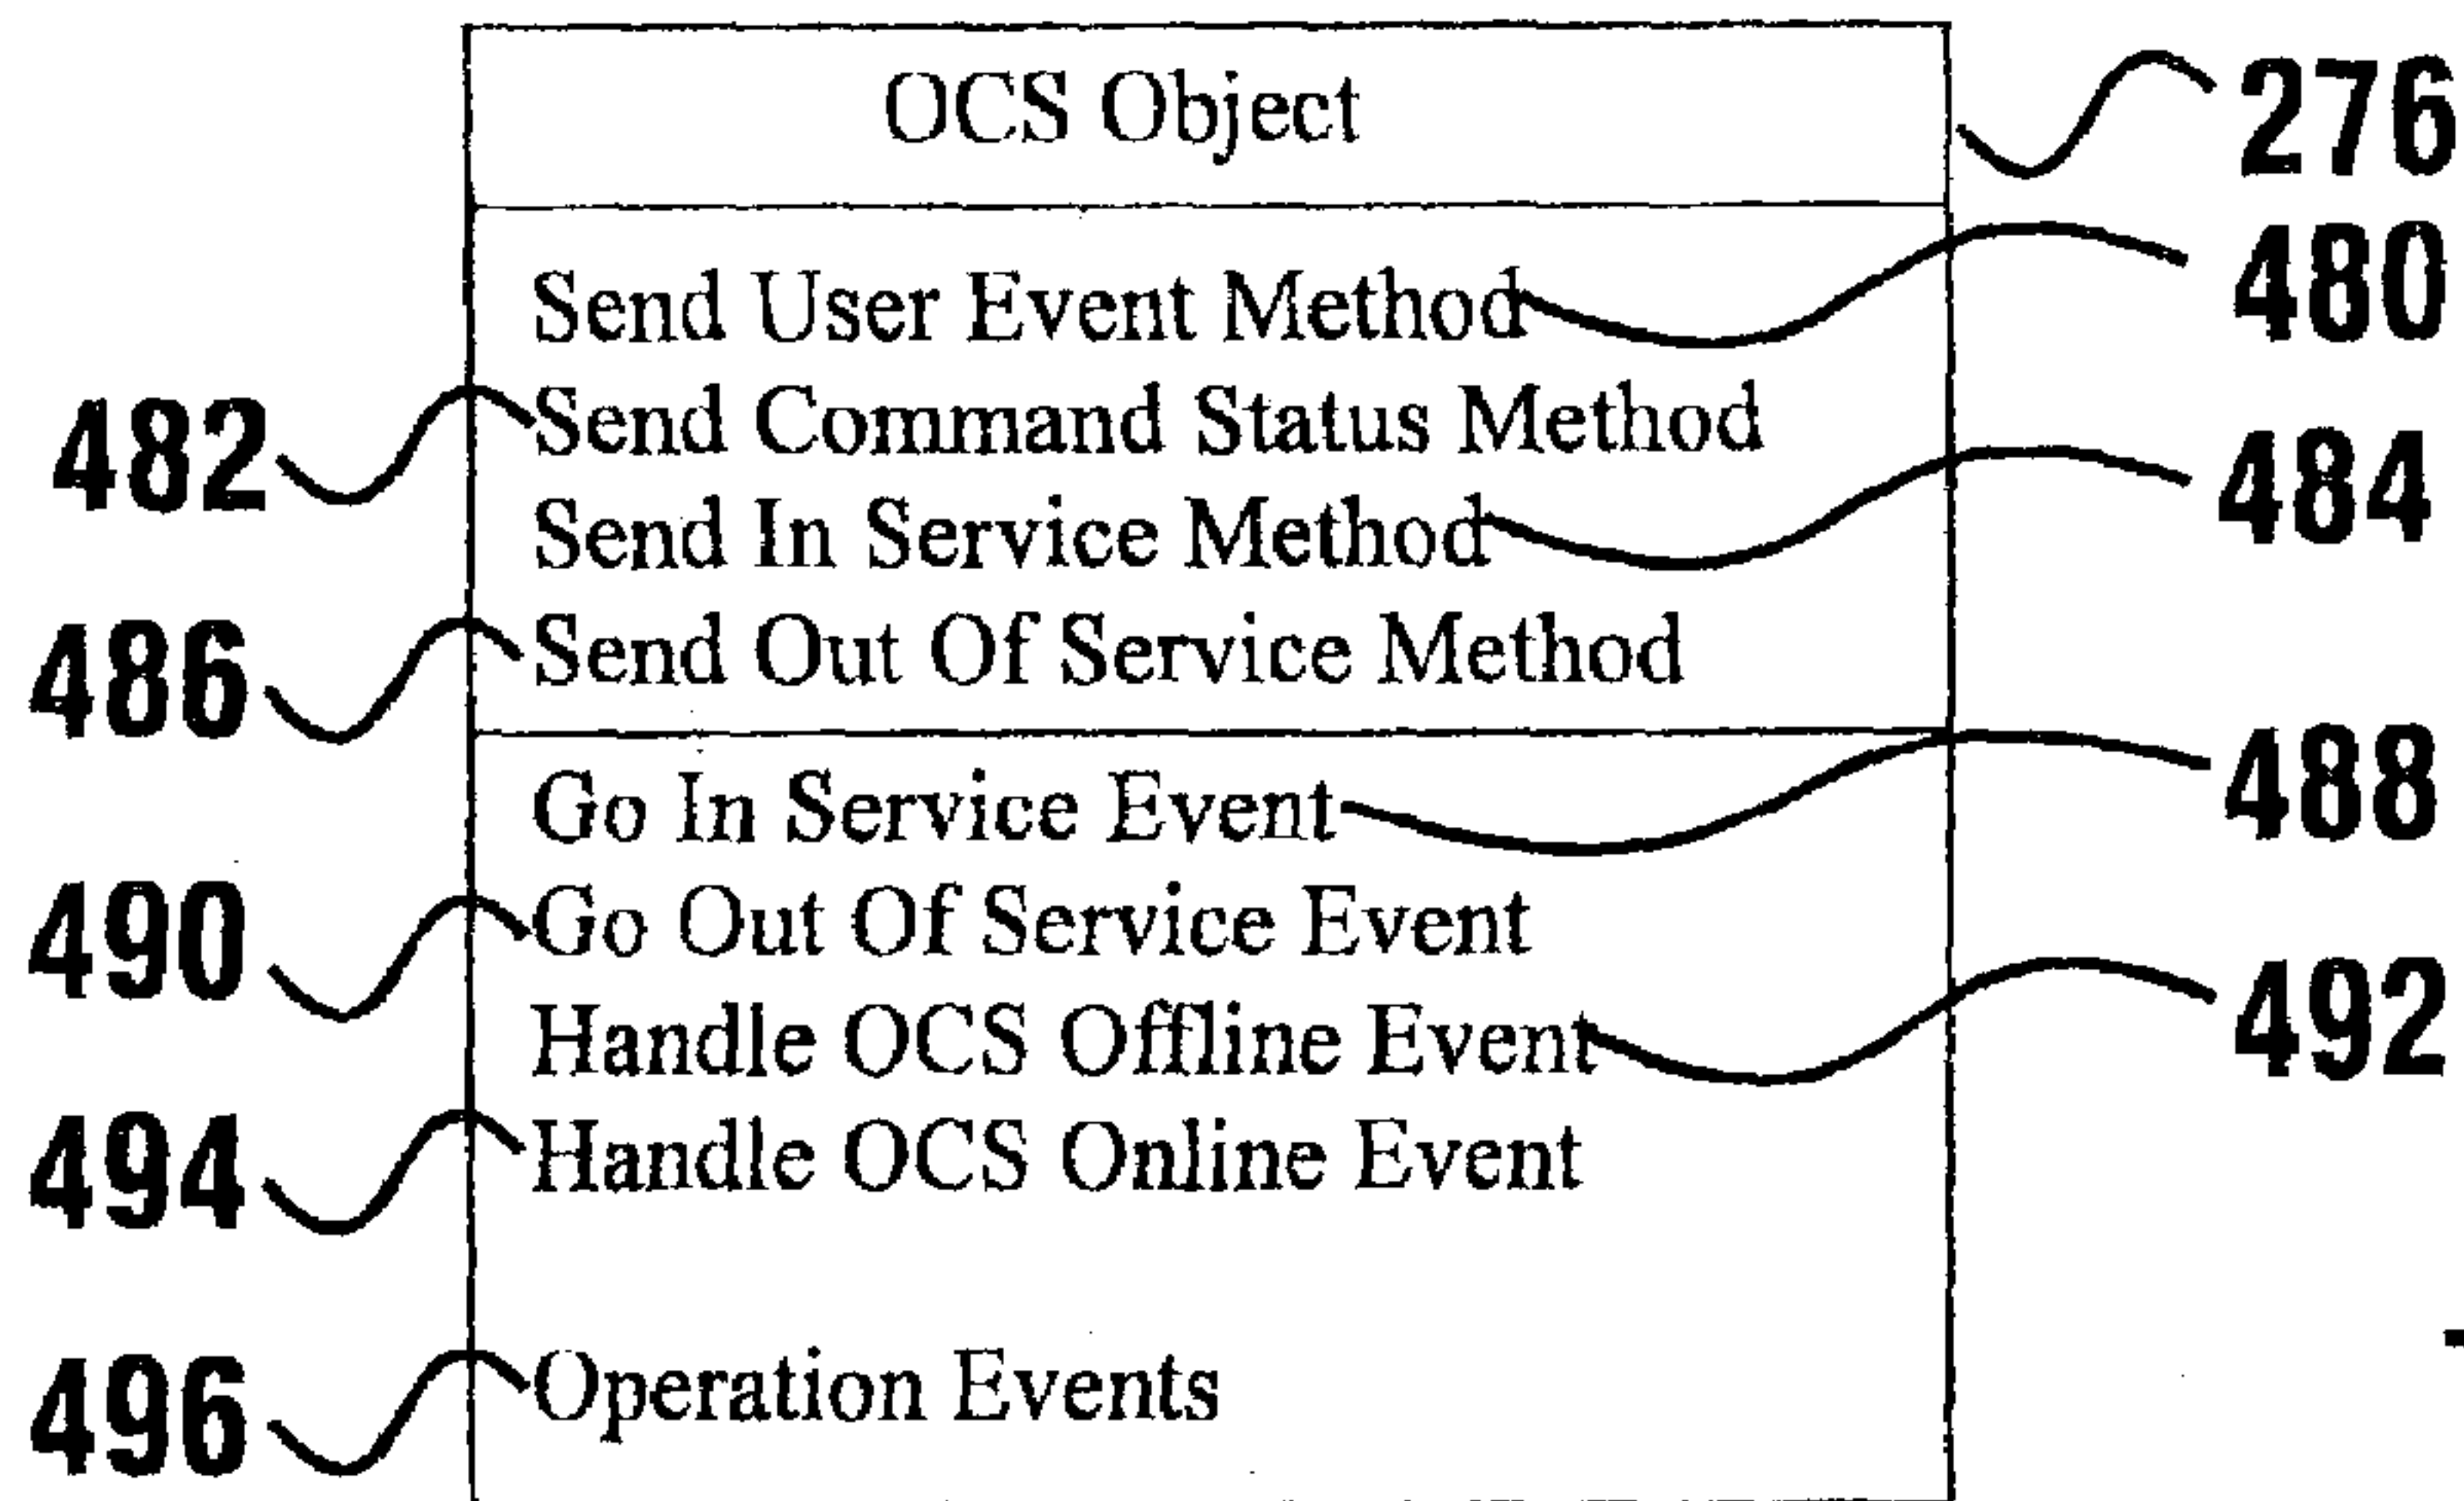 OCS Object 276
Send User Event Method 480
482 Send Command Status Method
Send In Service Method 484
486 Send Out Of Service Method
Go In Service Event 488
490 Go Out Of Service Event
Handle OCS Offline Event 492
494 Handle OCS Online Event
496 Operation Events